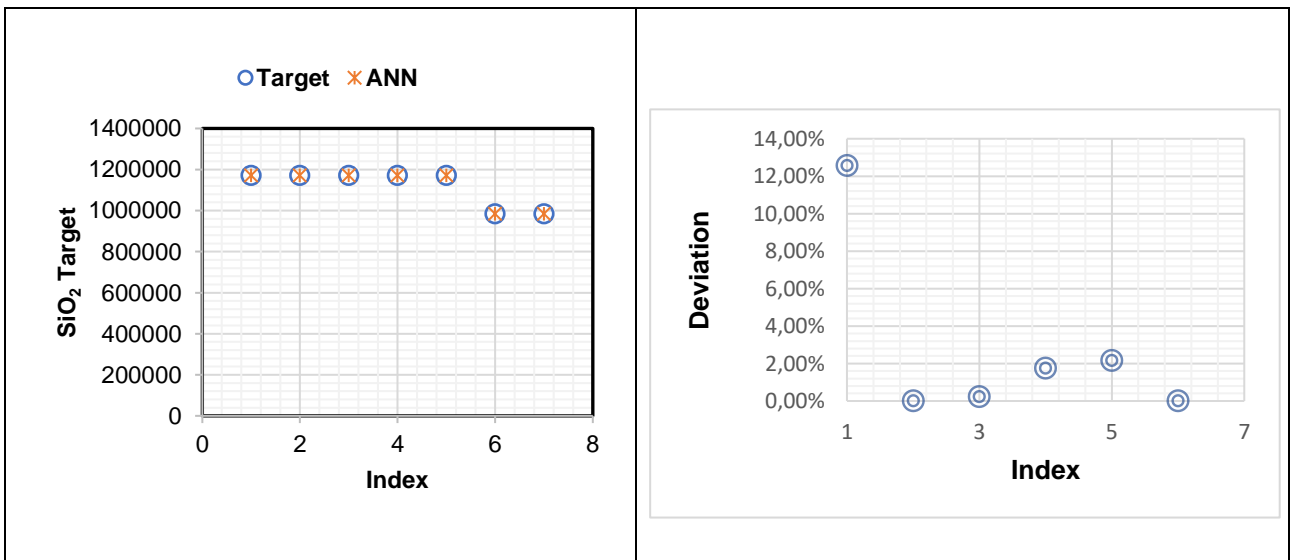 Target ANN
1400000
1200000
1000000
800000
600000
400000
200000
0
SiO₂ Target
0 2 4 6 8
Index
14,00%
12,00%
10,00%
8,00%
6,00%
4,00%
2,00%
0,00%
Deviation
1 3 5 7
Index